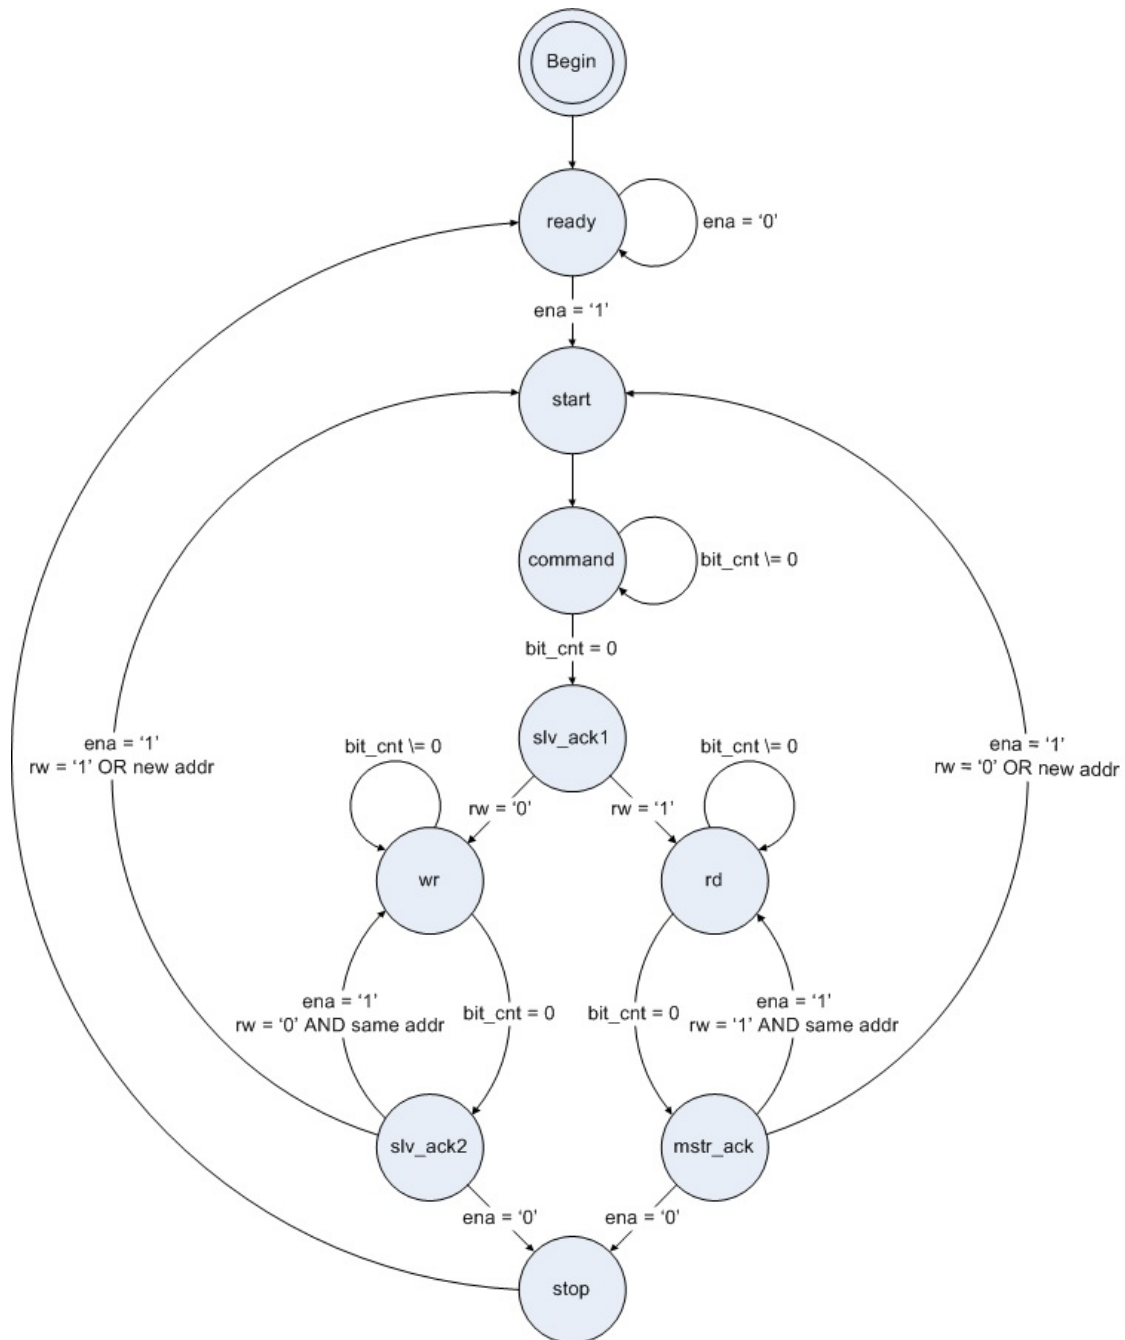 Begin
ready
ena = ‘0’
ena = ‘1’
start
command
bit_cnt \= 0
bit_cnt = 0
slv_ack1
ena = ‘1’
rw = ‘1’ OR new addr
bit_cnt \= 0
bit_cnt \= 0
ena = ‘1’
rw = ‘0’ OR new addr
rw = ‘0’
rw = ‘1’
wr
rd
ena = ‘1’
rw = ‘0’ AND same addr
bit_cnt = 0
bit_cnt = 0
ena = ‘1’
rw = ‘1’ AND same addr
slv_ack2
mstr_ack
ena = ‘0’
ena = ‘0’
stop